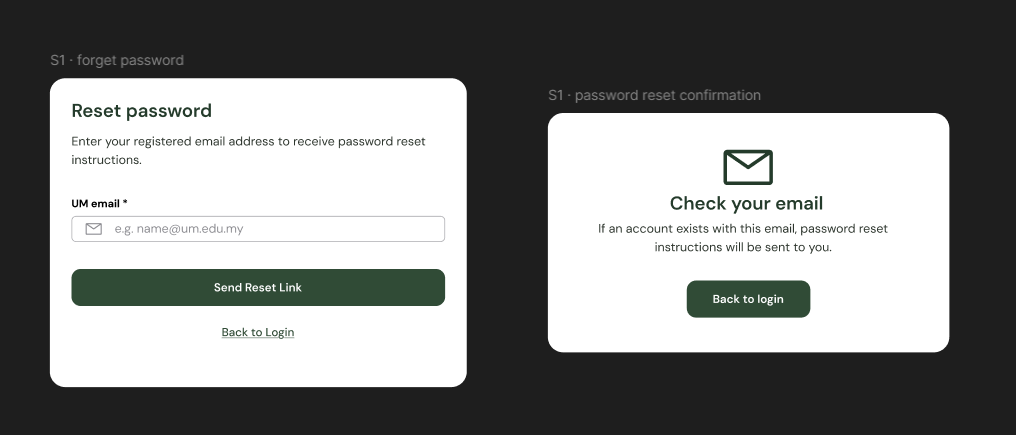 S1 · forget password
Reset password
Enter your registered email address to receive password reset
instructions.
UM email *
e.g. name@um.edu.my
Send Reset Link
Back to Login
S1 · password reset confirmation
Check your email
If an account exists with this email, password reset
instructions will be sent to you.
Back to login